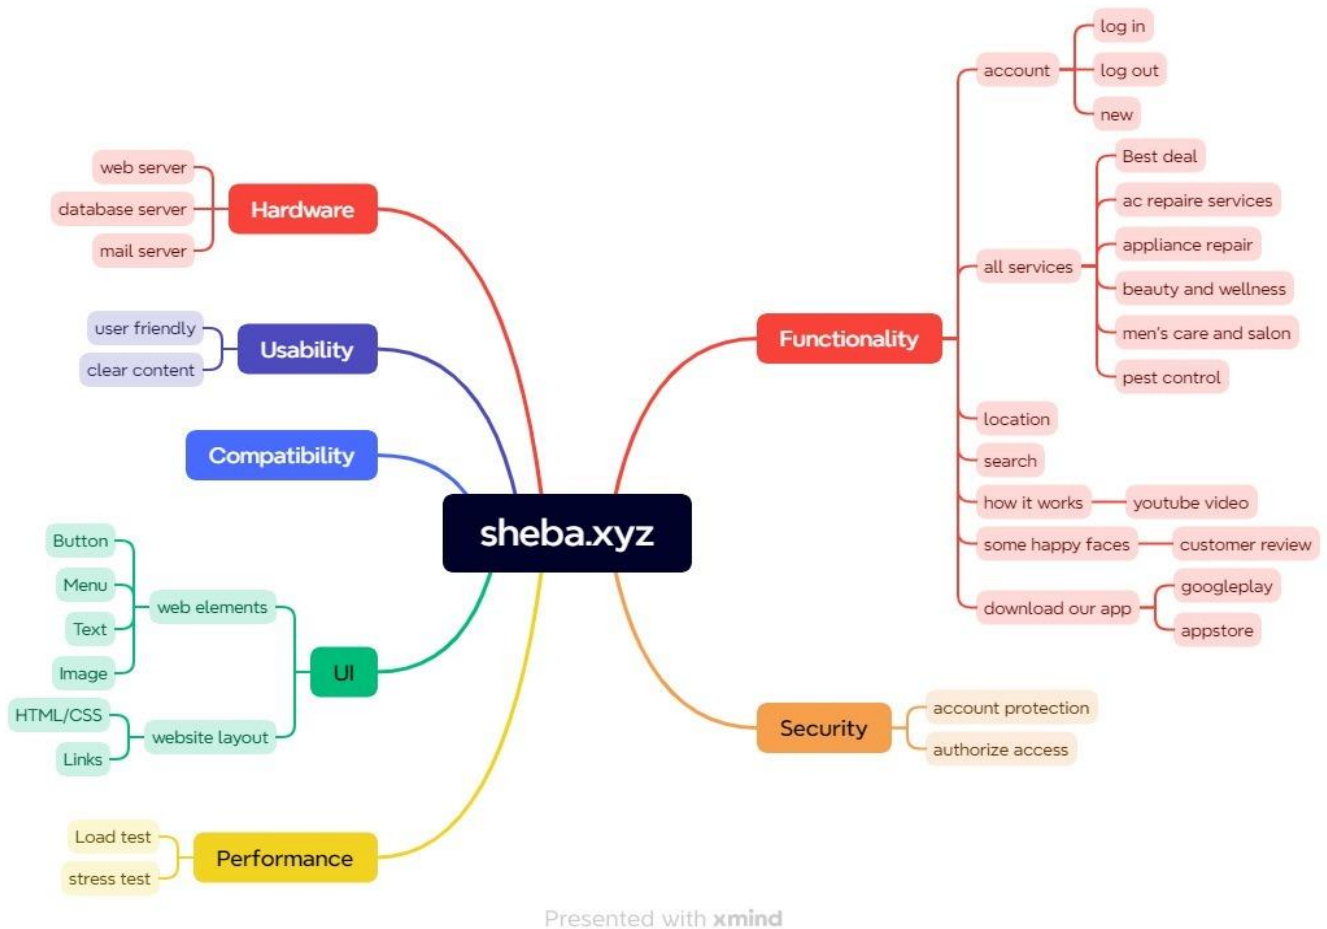 sheba.xyz
Hardware
web server
database server
mail server
Usability
user friendly
clear content
Compatibility
UI
web elements
Button
Menu
Text
Image
website layout
HTML/CSS
Links
Performance
Load test
stress test
Functionality
account
log in
log out
new
all services
Best deal
ac repaire services
appliance repair
beauty and wellness
men's care and salon
pest control
location
search
how it works
youtube video
some happy faces
customer review
download our app
googleplay
appstore
Security
account protection
authorize access
Presented with xmind